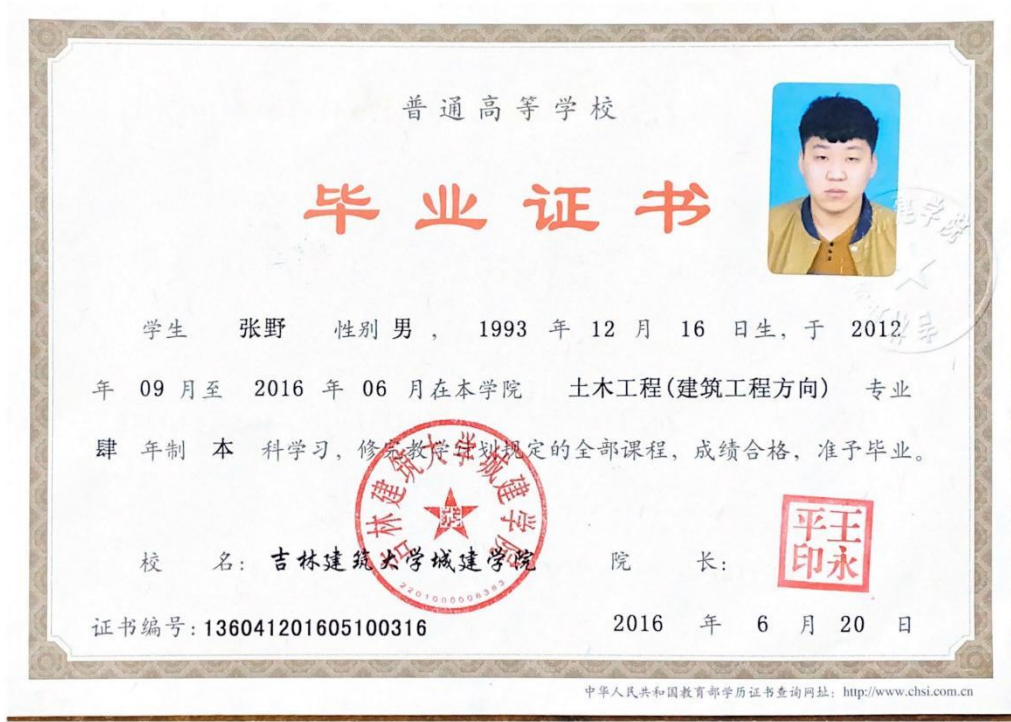 普通高等学校
毕业证书
学生 张野 性别 男 ， 1993 年 12 月 16 日生, 于 2012
年 09 月至 2016 年 06 月在本学院 土木工程(建筑工程方向) 专业
肆 年制 本 科学习, 修完教学计划规定的全部课程, 成绩合格, 准予毕业。
吉林建筑大学城建学院
2201000008383
校 名: 吉林建筑大学城建学院 院 长:
王永平印
证书编号: 136041201605100316 2016 年 6 月 20 日
中华人民共和国教育部学历证书查询网址: http://www.chsi.com.cn